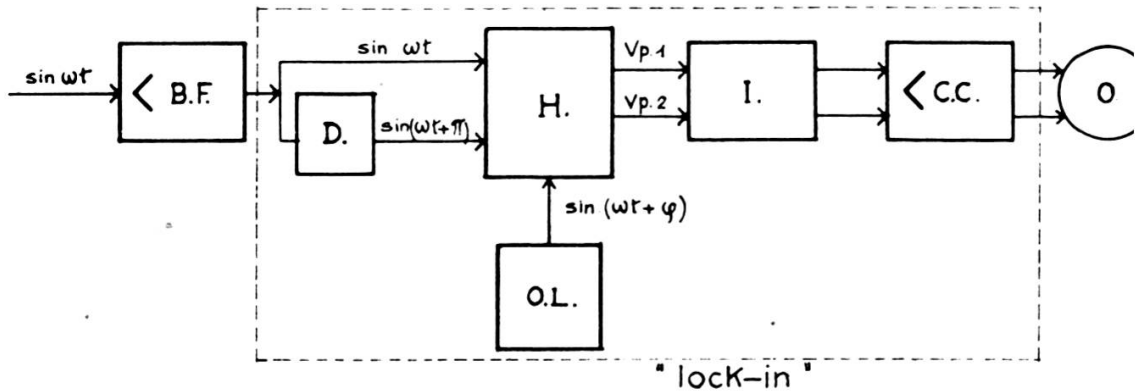 sin ωt
< B.F.
sin ωt
D.
sin(ωt+π)
H.
Vp.1
Vp.2
I.
< C.C.
O
sin (ωt + φ)
O.L.
" lock-in "